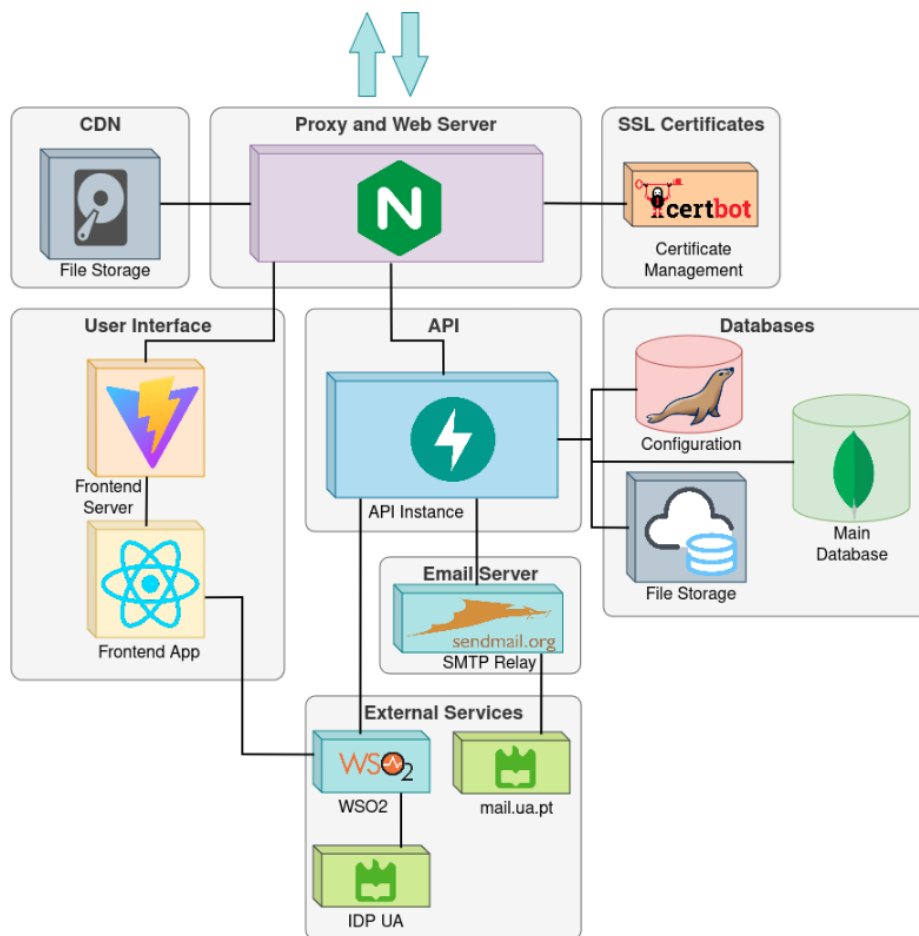 CDN
Proxy and Web Server
SSL Certificates
N
certbot
File Storage
Certificate
Management
User Interface
API
Databases
Configuration
Frontend
Server
API Instance
Main
Database
File Storage
Email Server
sendmail.org
SMTP Relay
Frontend App
External Services
WSO2
WSO2
mail.ua.pt
IDP UA